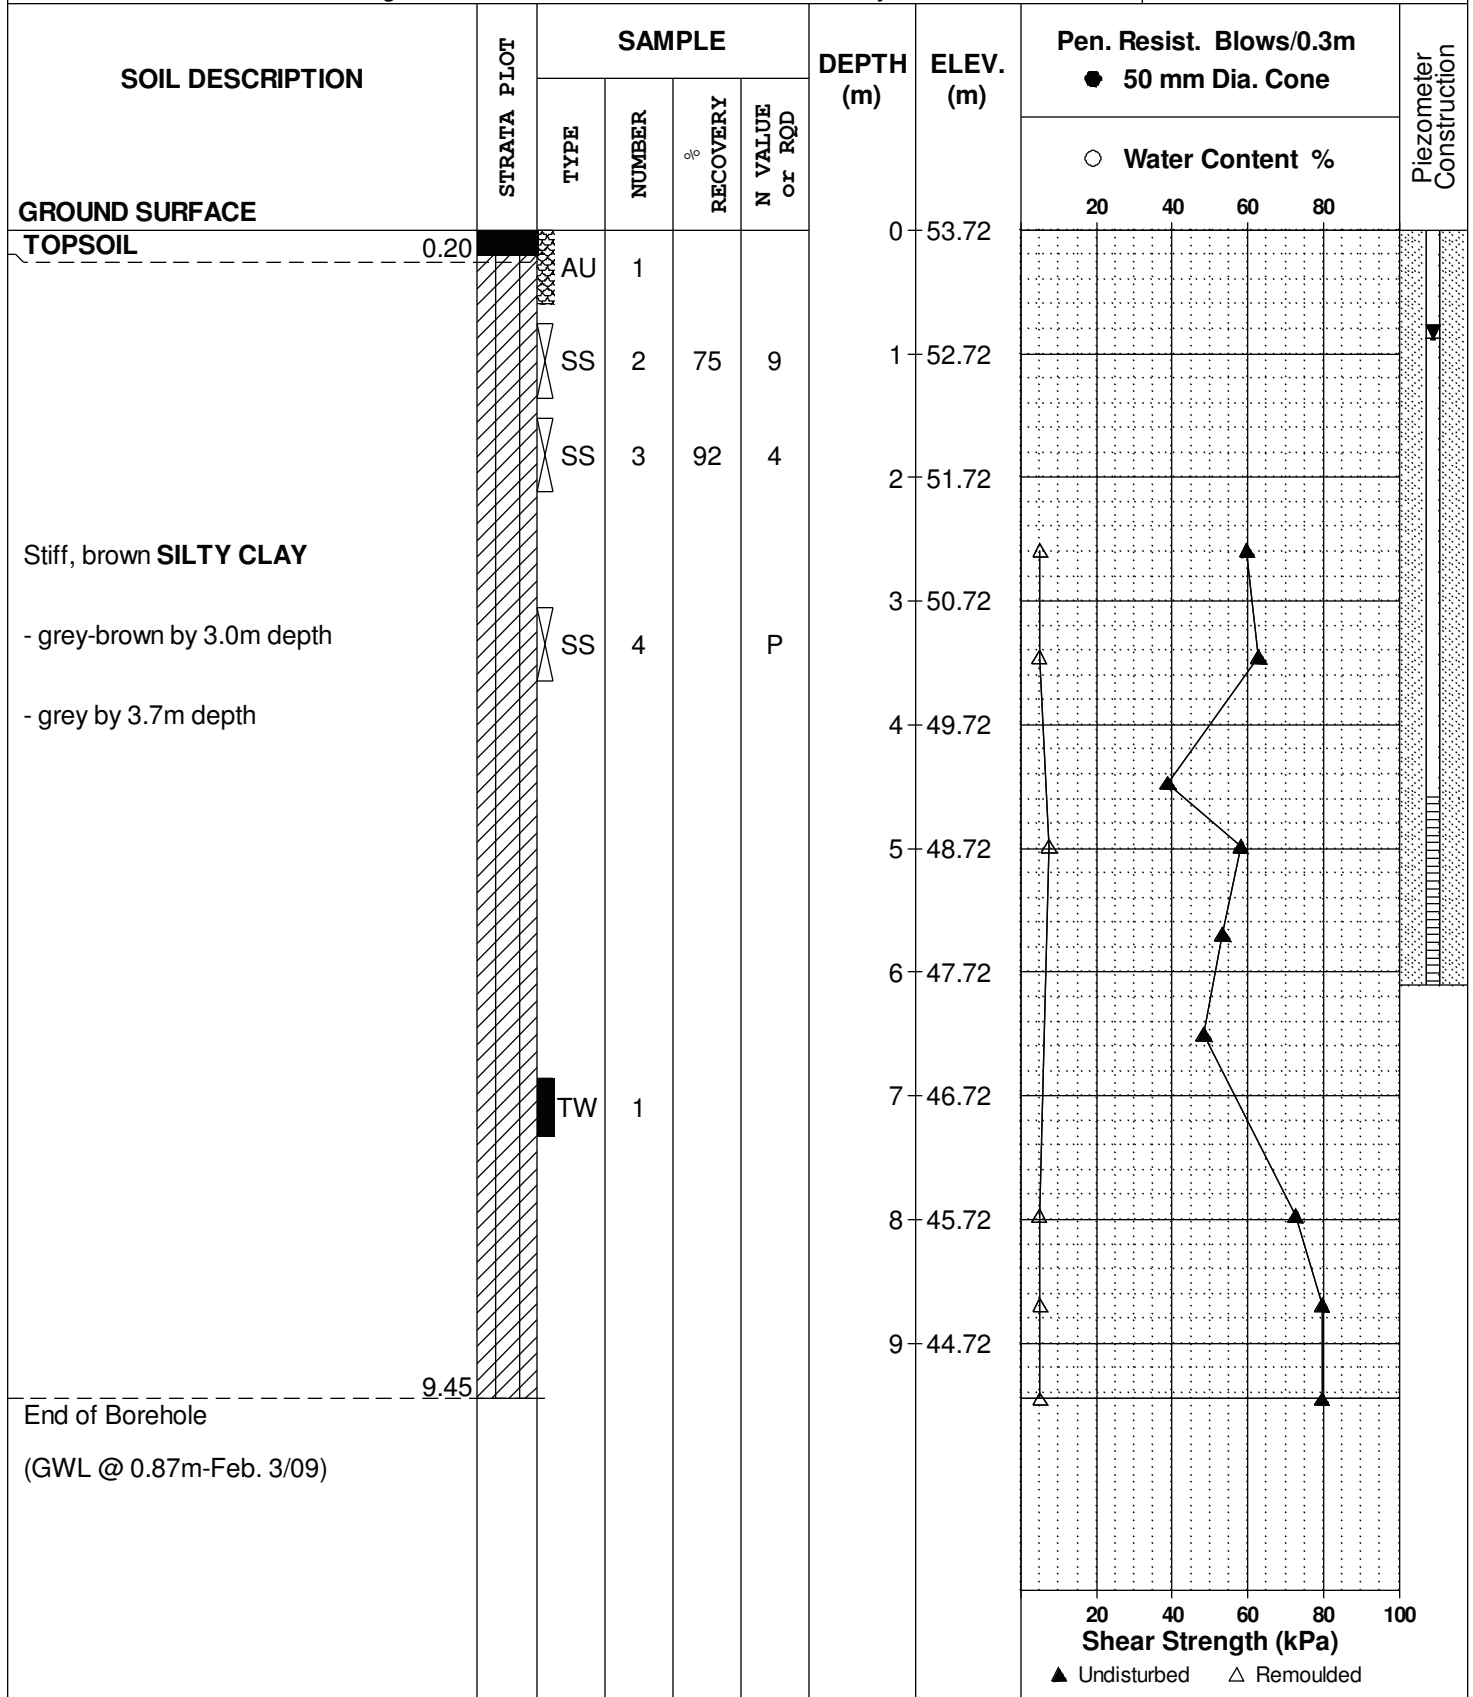 SOIL DESCRIPTION
STRATA PLOT
SAMPLE
TYPE
NUMBER
% RECOVERY
N VALUE or RQD
DEPTH (m)
ELEV. (m)
Pen. Resist. Blows/0.3m
● 50 mm Dia. Cone
○ Water Content %
Piezometer Construction
20 40 60 80
GROUND SURFACE
0 53.72
TOPSOIL 0.20
AU 1
SS 2 75 9
1 52.72
SS 3 92 4
2 51.72
Stiff, brown SILTY CLAY
3 50.72
- grey-brown by 3.0m depth
SS 4 P
- grey by 3.7m depth
4 49.72
5 48.72
6 47.72
7 46.72
TW 1
8 45.72
9 44.72
9.45
End of Borehole
(GWL @ 0.87m-Feb. 3/09)
20 40 60 80 100
Shear Strength (kPa)
▲ Undisturbed △ Remoulded